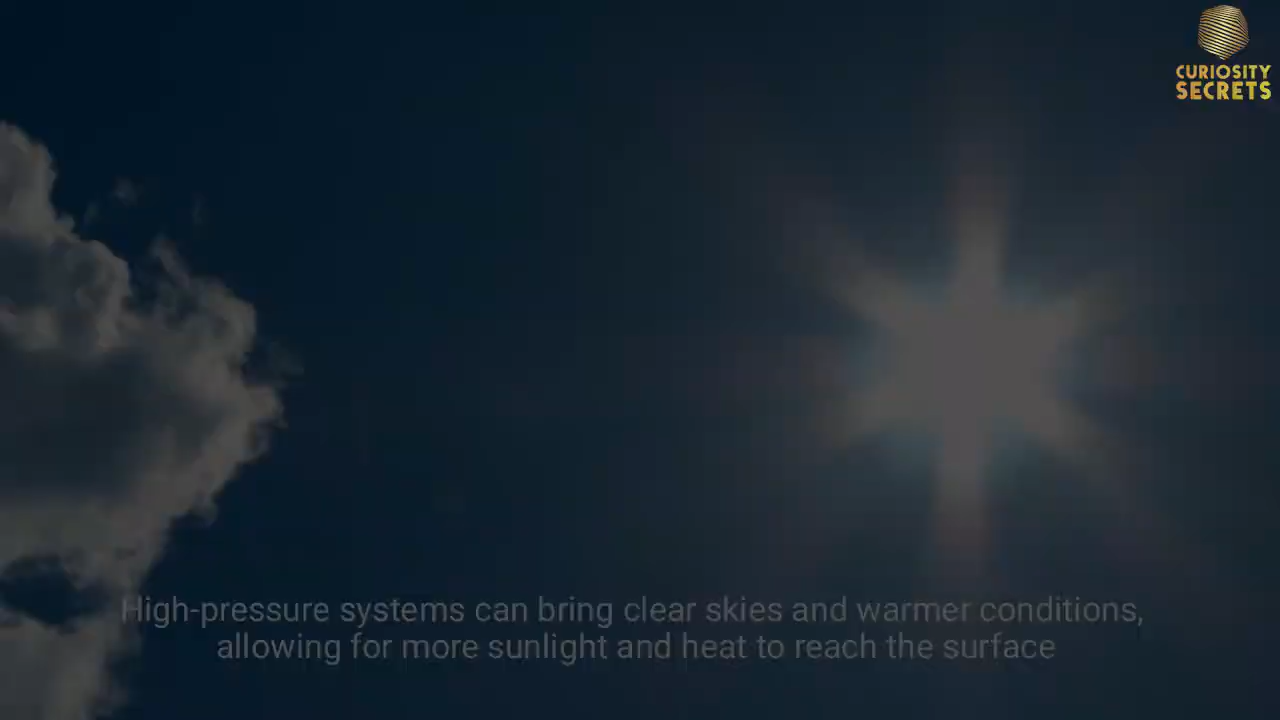 CURIOSITY
SECRETS
High-pressure systems can bring clear skies and warmer conditions,
allowing for more sunlight and heat to reach the surface